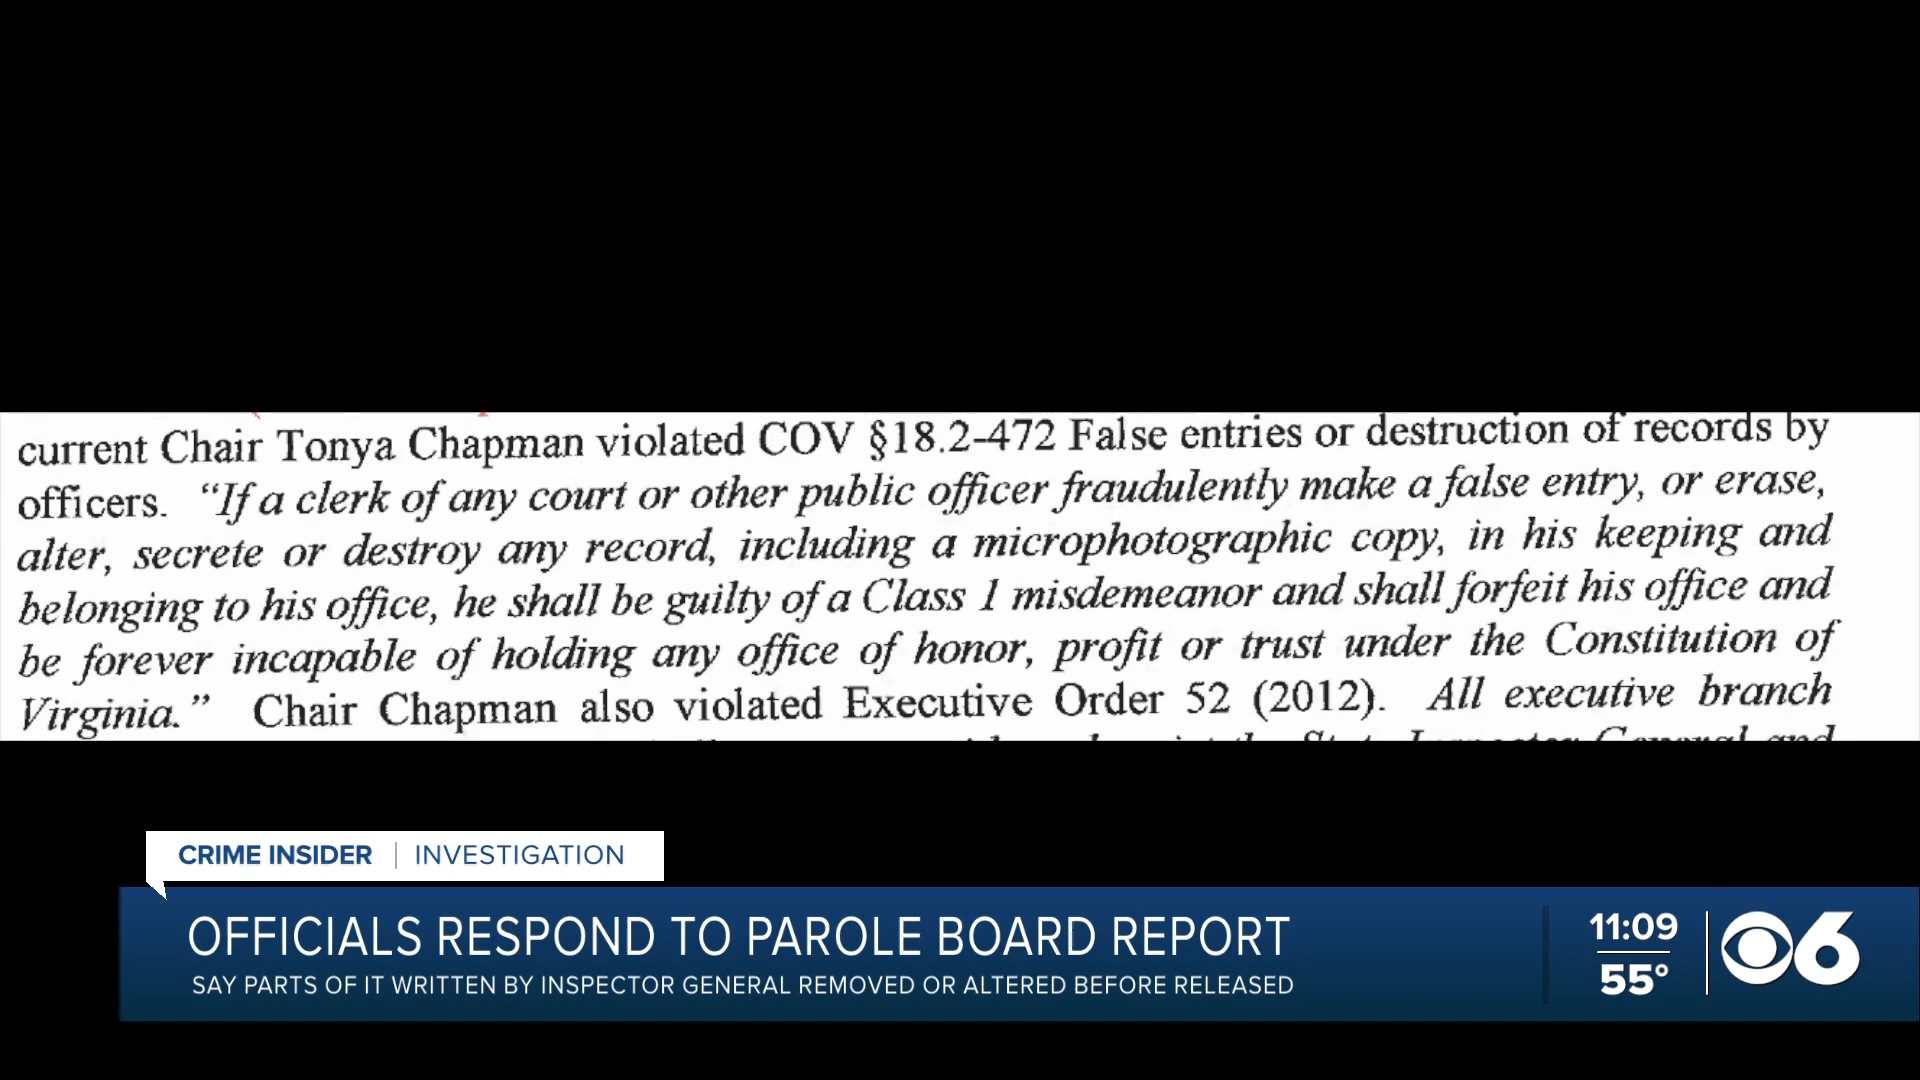 current Chair Tonya Chapman violated COV §18.2-472 False entries or destruction of records by
officers. “If a clerk of any court or other public officer fraudulently make a false entry, or erase,
alter, secrete or destroy any record, including a microphotographic copy, in his keeping and
belonging to his office, he shall be guilty of a Class 1 misdemeanor and shall forfeit his office and
be forever incapable of holding any office of honor, profit or trust under the Constitution of
Virginia.” Chair Chapman also violated Executive Order 52 (2012). All executive branch
the State Inspector General and
CRIME INSIDER | INVESTIGATION
OFFICIALS RESPOND TO PAROLE BOARD REPORT
SAY PARTS OF IT WRITTEN BY INSPECTOR GENERAL REMOVED OR ALTERED BEFORE RELEASED
11:09
55°
6